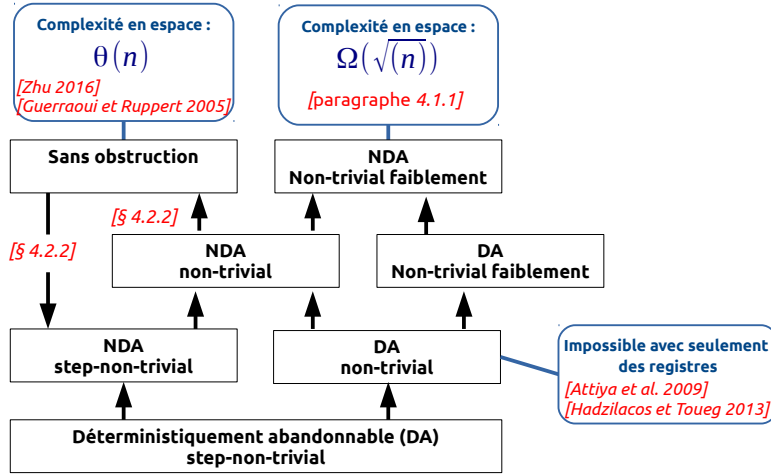 Complexité en espace :
θ(n)
[Zhu 2016]
[Guerraoui et Ruppert 2005]
Complexité en espace :
Ω(√(n))
[paragraphe 4.1.1]
Sans obstruction
NDA
Non-trivial faiblement
[§ 4.2.2]
[§ 4.2.2]
NDA
non-trivial
DA
Non-trivial faiblement
NDA
step-non-trivial
DA
non-trivial
Impossible avec seulement
des registres
[Attiya et al. 2009]
[Hadzilacos et Toueg 2013]
Déterministiquement abandonnable (DA)
step-non-trivial